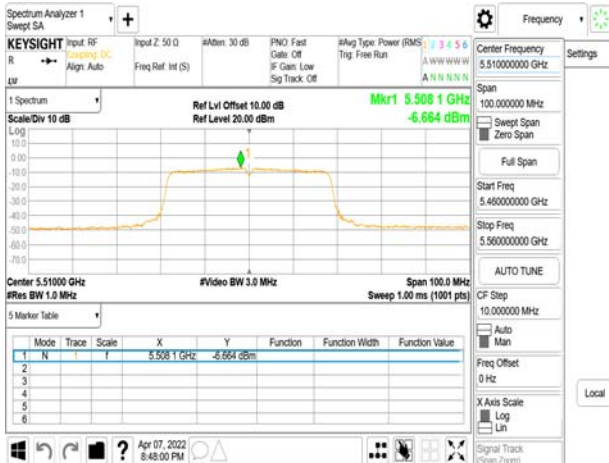 Spectrum Analyzer 1
Swept SA
Frequency
KEYSIGHT
Input: RF
Input Z: 50 Ω
#Atten: 30 dB
PNO: Fast
#Avg Type: Power (RMS
1 2 3 4 5 6
R
Coupling: DC
Gate: Off
Trig: Free Run
A W W W W W
Align: Auto
Freq Ref: Int (S)
IF Gain: Low
Sig Track: Off
A N N N N N
Center Frequency
5.510000000 GHz
Settings
1 Spectrum
Ref Lvl Offset 10.00 dB
Mkr1 5.508 1 GHz
Scale/Div 10 dB
Ref Level 20.00 dBm
-6.664 dBm
Span
100.000000 MHz
Swept Span
Zero Span
Full Span
Log
10.0
0.00
-10.0
-20.0
-30.0
-40.0
-50.0
-60.0
-70.0
1
Start Freq
5.460000000 GHz
Stop Freq
5.560000000 GHz
AUTO TUNE
Center 5.51000 GHz
#Video BW 3.0 MHz
Span 100.0 MHz
#Res BW 1.0 MHz
Sweep 1.00 ms (1001 pts)
CF Step
10.000000 MHz
Auto
Man
5 Marker Table
Mode Trace Scale X Y Function Function Width Function Value
1 N 1 f 5.508 1 GHz -6.664 dBm
2
3
4
5
6
Freq Offset
0 Hz
X Axis Scale
Log
Lin
Local
Signal Track
(Span Zoom)
?
Apr 07, 2022
8:48:00 PM